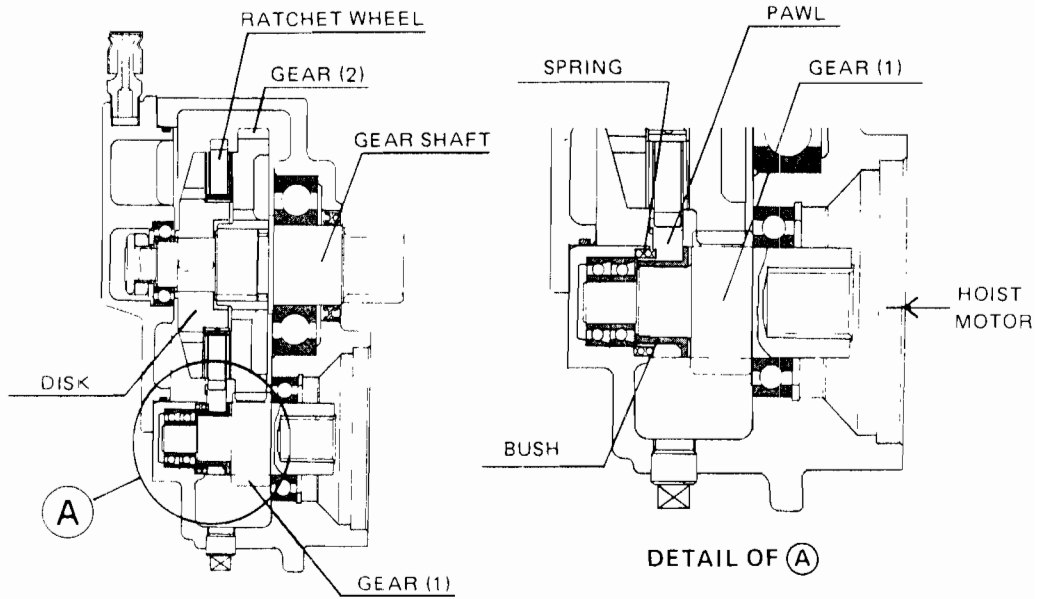 RATCHET WHEEL
GEAR (2)
GEAR SHAFT
DISK
A
GEAR (1)
PAWL
SPRING
GEAR (1)
HOIST
MOTOR
BUSH
DETAIL OF A